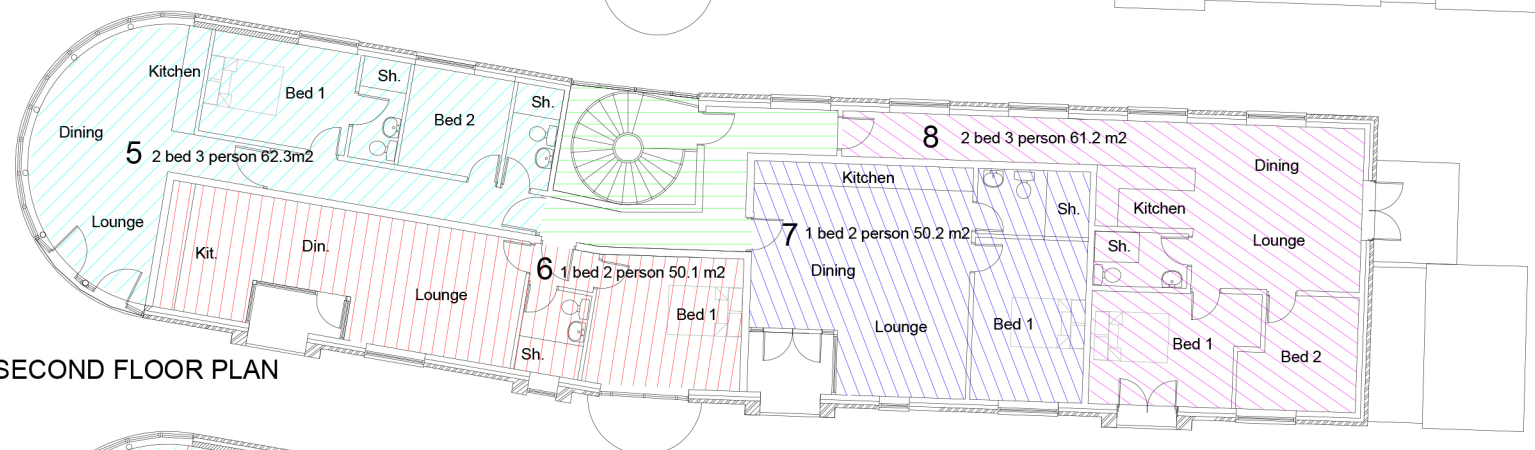 Kitchen
Bed 1
Sh.
Bed 2
Sh.
Dining
5 2 bed 3 person 62.3m2
Lounge
Kit.
Din.
Lounge
6 1 bed 2 person 50.1 m2
Bed 1
Sh.
8 2 bed 3 person 61.2 m2
Dining
Kitchen
Sh.
Kitchen
7 1 bed 2 person 50.2 m2
Dining
Lounge
Sh.
Lounge
Bed 1
Bed 1
Bed 2
SECOND FLOOR PLAN